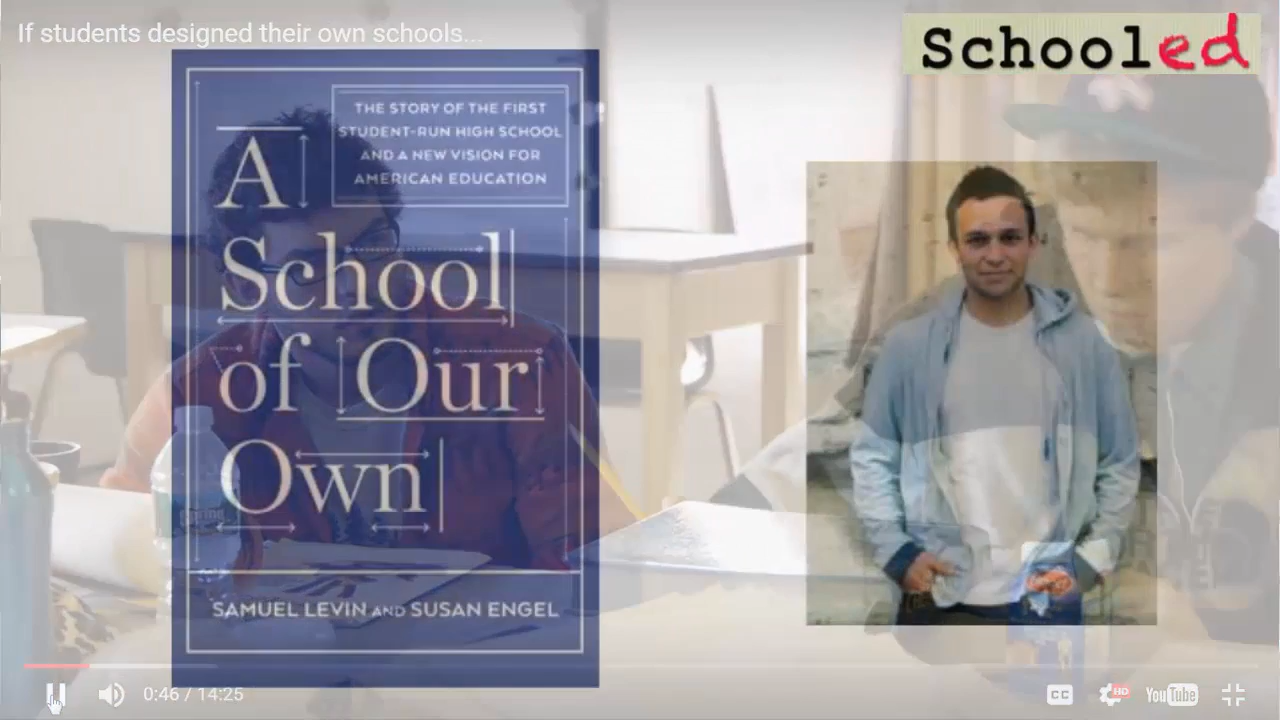 If students designed their own schools...
Schooled
THE STORY OF THE FIRST
STUDENT-RUN HIGH SCHOOL
AND A NEW VISION FOR
AMERICAN EDUCATION
A
School
of Our
Own
SAMUEL LEVIN AND SUSAN ENGEL
0:46 / 14:25
CC
HD
YouTube